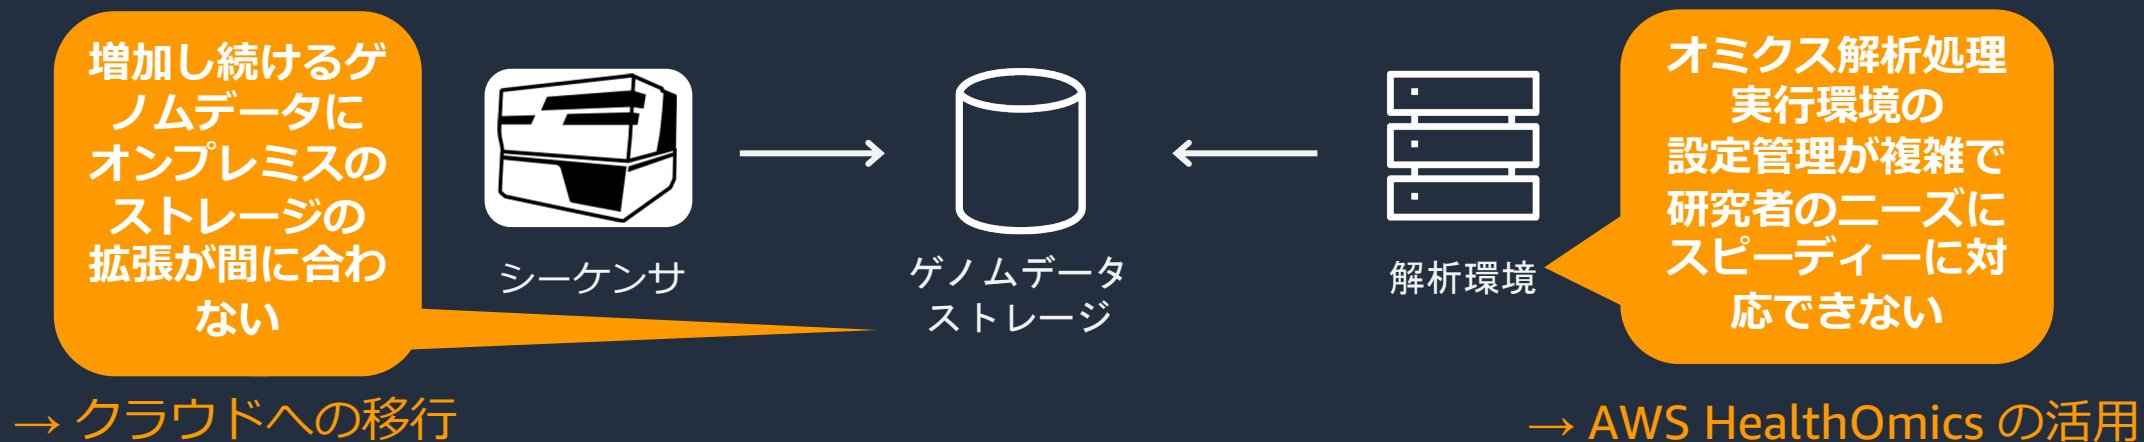 増加し続けるゲ
ノムデータに
オンプレミスの
ストレージの
拡張が間に合わ
ない
シーケンサ
ゲノムデータ
ストレージ
解析環境
オミクス解析処理
実行環境の
設定管理が複雑で
研究者のニーズに
スピーディーに対
応できない
→ クラウドへの移行
→ AWS HealthOmics の活用